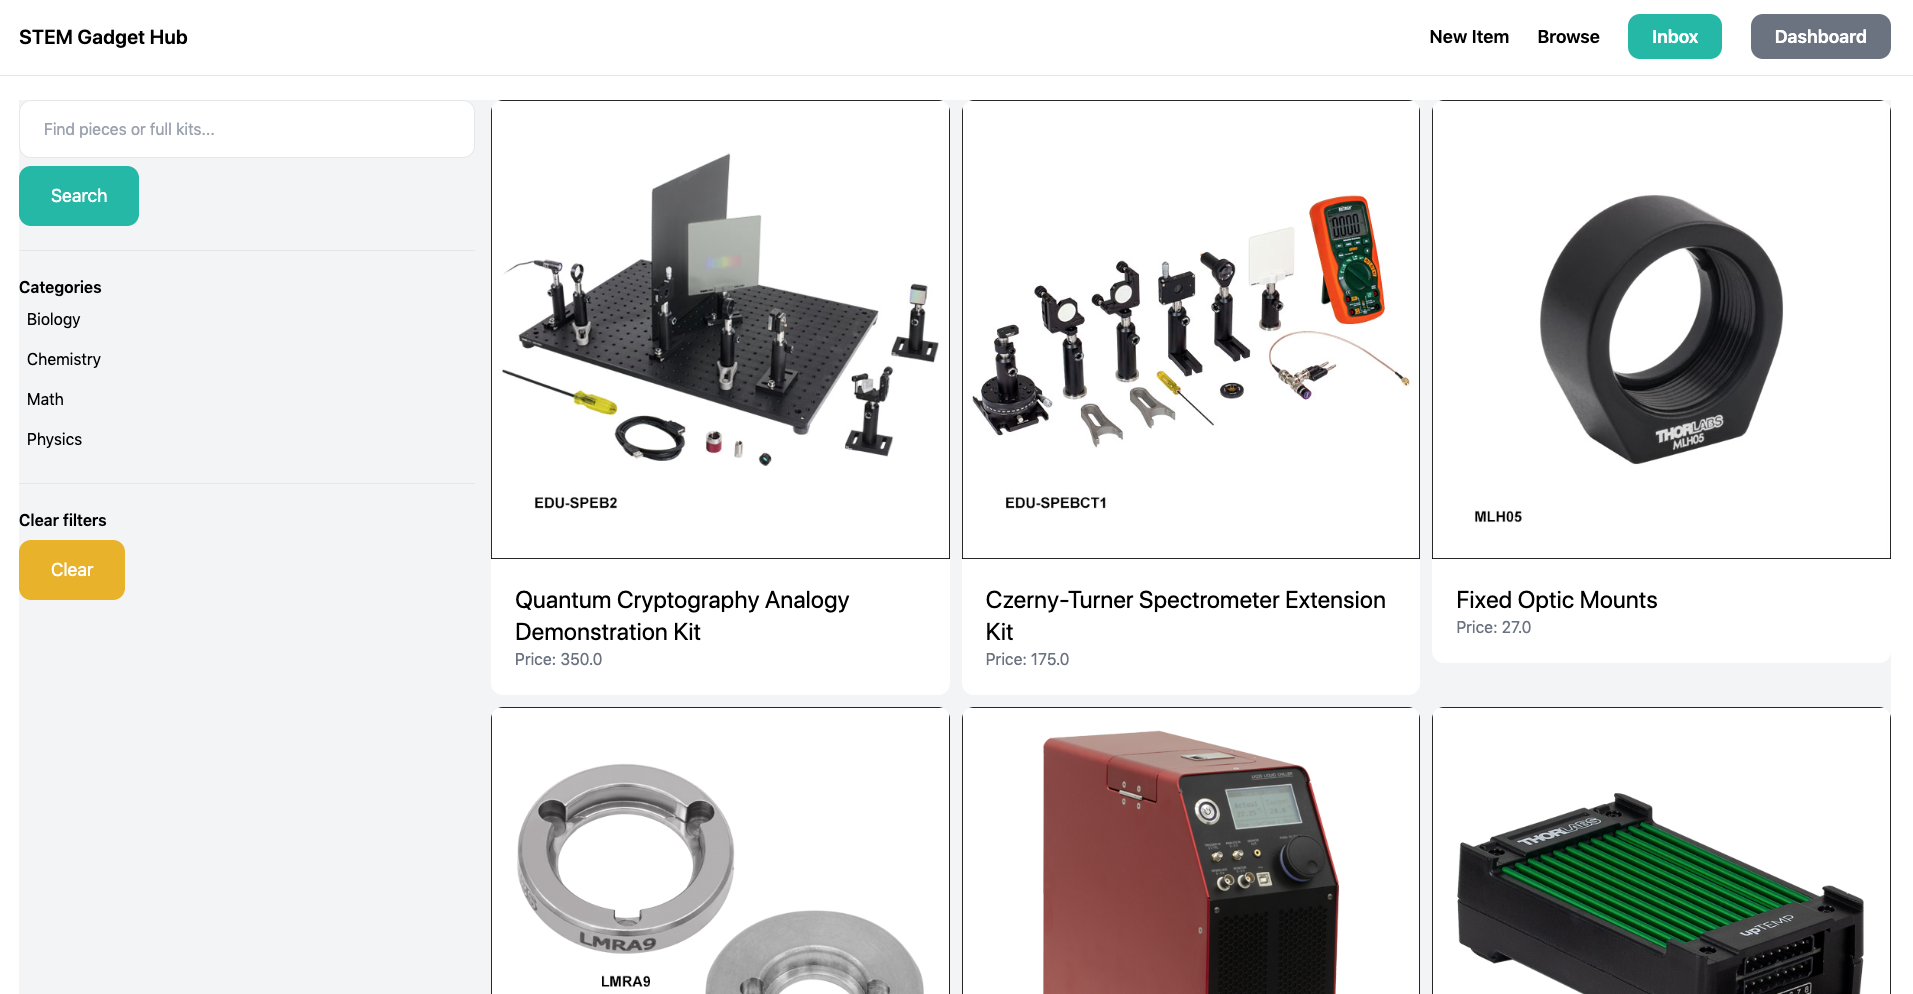 STEM Gadget Hub
New Item
Browse
Inbox
Dashboard
Find pieces or full kits...
Search
Categories
Biology
Chemistry
Math
Physics
Clear filters
Clear
EDU-SPEB2
Quantum Cryptography Analogy
Demonstration Kit
Price: 350.0
EDU-SPEBCT1
Czerny-Turner Spectrometer Extension
Kit
Price: 175.0
THORLABS
MLH05
MLH05
Fixed Optic Mounts
Price: 27.0
LMRA9
LMRA9
THORLABS
upTEMP